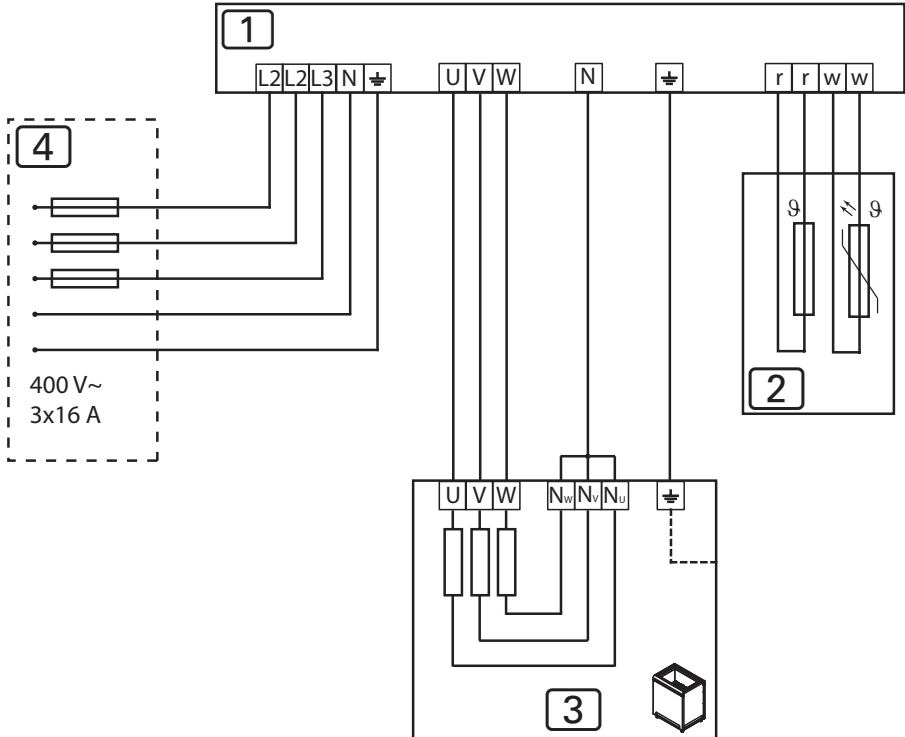 1
L2 L2 L3 N U V W N r r w w
4
ϑ ϑ
400 V~
3x16 A
2
U V W Nw Nv Nu
3